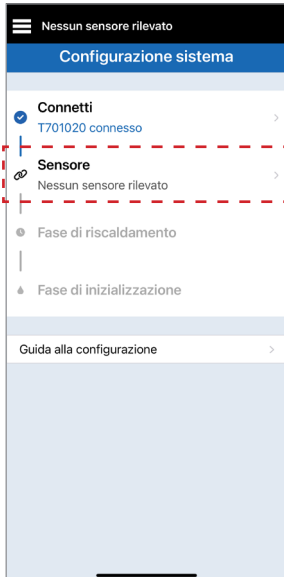 Nessun sensore rilevato
Configurazione sistema
Connetti
T701020 connesso
Sensore
Nessun sensore rilevato
Fase di riscaldamento
Fase di inizializzazione
Guida alla configurazione